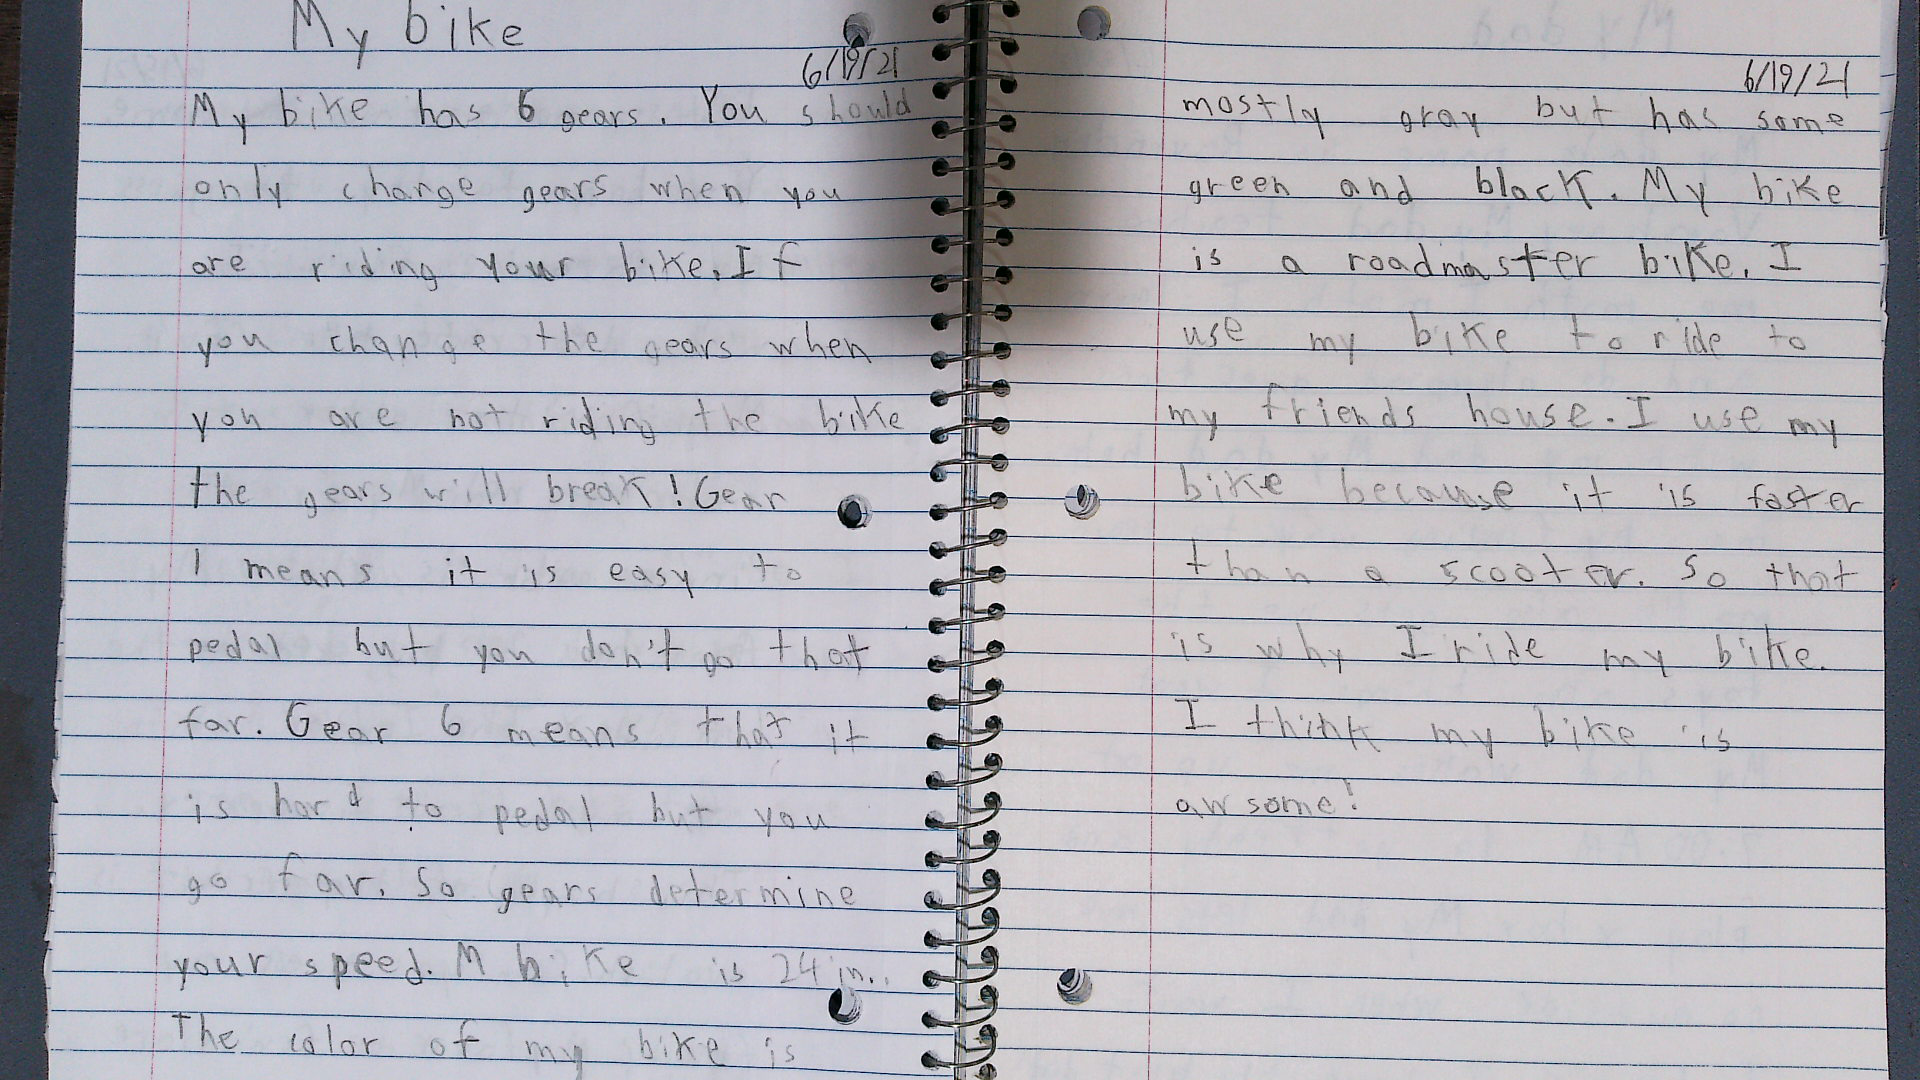 My bike
6/19/21
My bike has 6 gears. You should
only change gears when you
are riding your bike. If
you change the gears when
you are not riding the bike
the gears will break! Gear
1 means it is easy to
pedal but you don't go that
far. Gear 6 means that it
is hard to pedal but you
go far. So gears determine
your speed. M bike is 24 in..
The color of my bike is
6/19/21
mostly gray but has some
green and black. My bike
is a roadmaster bike. I
use my bike to ride to
my friends house. I use my
bike because it is faster
than a scooter. So that
is why I ride my bike.
I think my bike is
awsome!